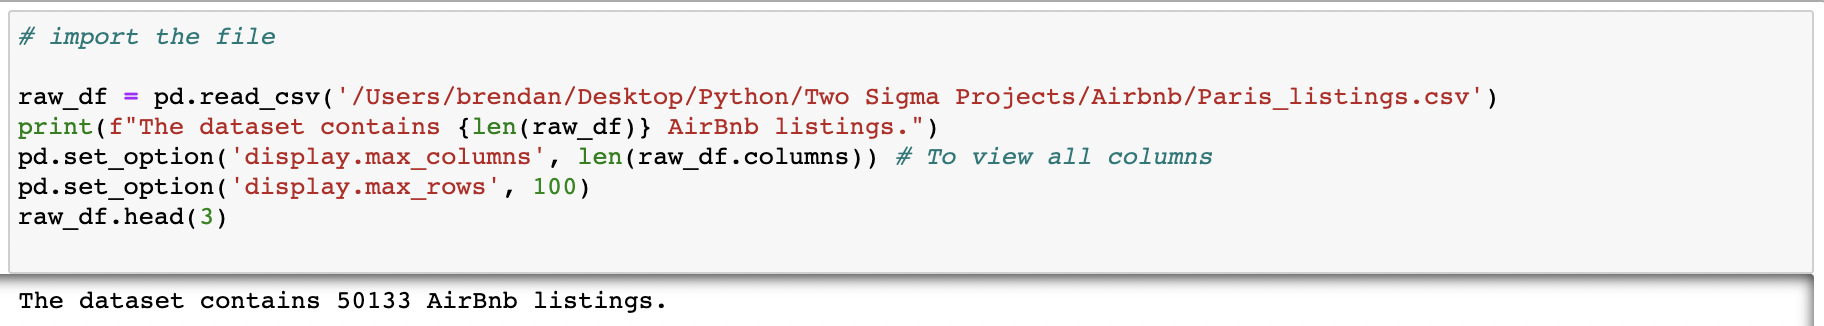 # import the file
raw_df = pd.read_csv('/Users/brendan/Desktop/Python/Two Sigma Projects/Airbnb/Paris_listings.csv')
print(f"The dataset contains {len(raw_df)} AirBnb listings.")
pd.set_option('display.max_columns', len(raw_df.columns)) # To view all columns
pd.set_option('display.max_rows', 100)
raw_df.head(3)
The dataset contains 50133 AirBnb listings.